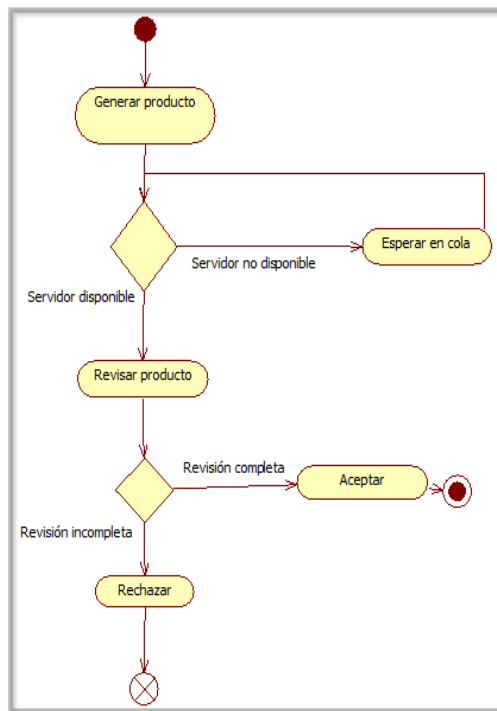 Generar producto
Esperar en cola
Servidor no disponible
Servidor disponible
Revisar producto
Revisión completa
Aceptar
Revisión incompleta
Rechazar